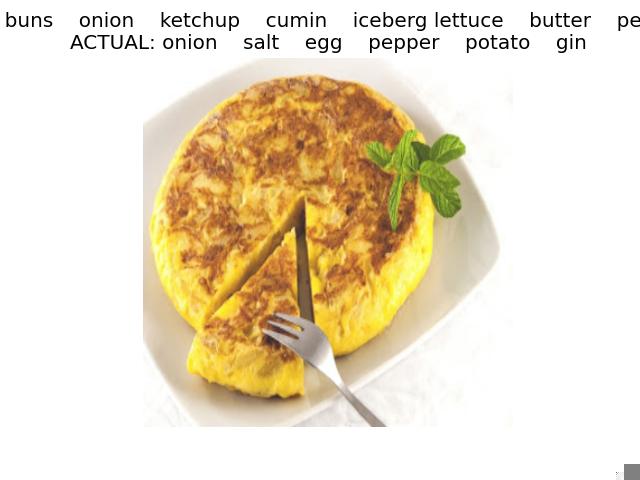 buns onion ketchup cumin iceberg lettuce butter
ACTUAL: onion salt egg pepper potato gin